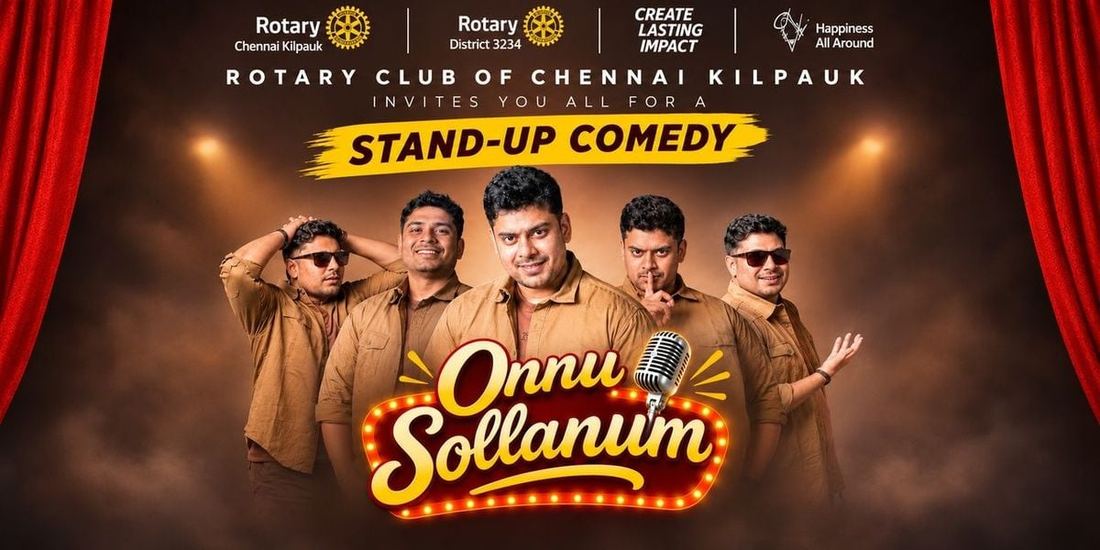 Rotary
Chennai Kilpauk
Rotary
District 3234
CREATE
LASTING
IMPACT
Happiness
All Around
ROTARY CLUB OF CHENNAI KILPAUK
INVITES YOU ALL FOR A
STAND-UP COMEDY
Onnu
Sollanum